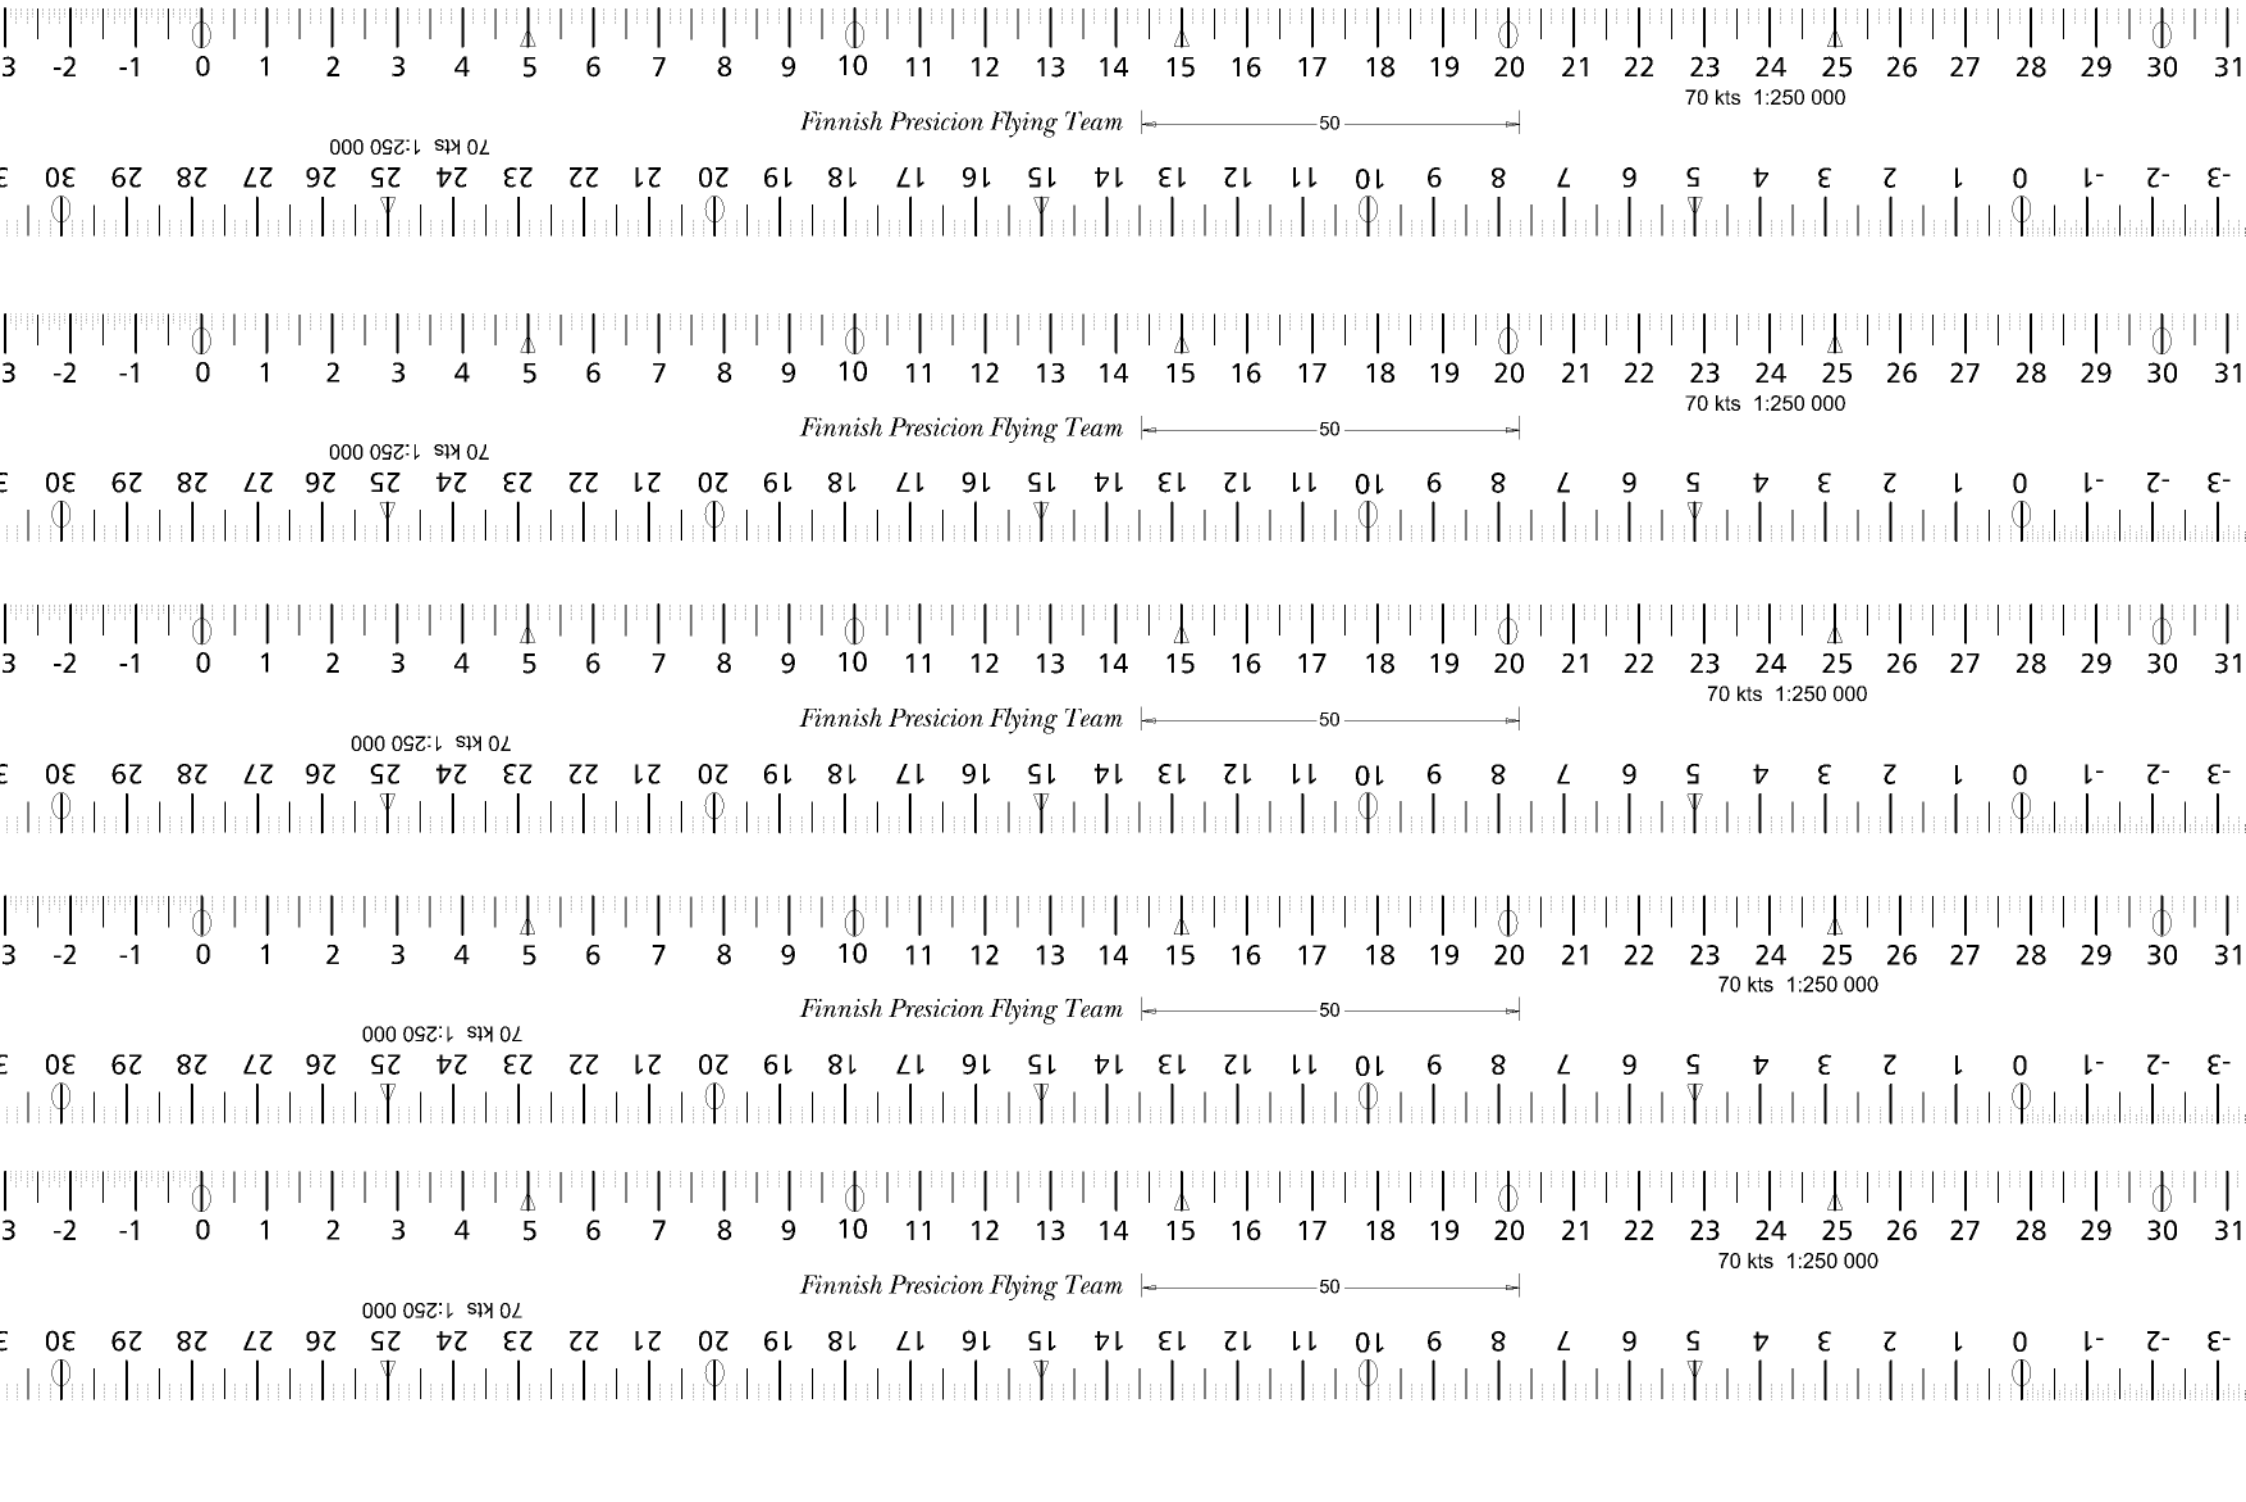 3 -2 -1 0 1 2 3 4 5 6 7 8 9 10 11 12 13 14 15 16 17 18 19 20 21 22 23 24 25 26 27 28 29 30 31
70 kts 1:250 000
Finnish Presicion Flying Team 50
70 kts 1:250 000
-3 -2 -1 0 1 2 3 4 5 6 7 8 9 10 11 12 13 14 15 16 17 18 19 20 21 22 23 24 25 26 27 28 29 30 3
3 -2 -1 0 1 2 3 4 5 6 7 8 9 10 11 12 13 14 15 16 17 18 19 20 21 22 23 24 25 26 27 28 29 30 31
70 kts 1:250 000
Finnish Presicion Flying Team 50
70 kts 1:250 000
-3 -2 -1 0 1 2 3 4 5 6 7 8 9 10 11 12 13 14 15 16 17 18 19 20 21 22 23 24 25 26 27 28 29 30 3
3 -2 -1 0 1 2 3 4 5 6 7 8 9 10 11 12 13 14 15 16 17 18 19 20 21 22 23 24 25 26 27 28 29 30 31
70 kts 1:250 000
Finnish Presicion Flying Team 50
70 kts 1:250 000
-3 -2 -1 0 1 2 3 4 5 6 7 8 9 10 11 12 13 14 15 16 17 18 19 20 21 22 23 24 25 26 27 28 29 30 3
3 -2 -1 0 1 2 3 4 5 6 7 8 9 10 11 12 13 14 15 16 17 18 19 20 21 22 23 24 25 26 27 28 29 30 31
70 kts 1:250 000
Finnish Presicion Flying Team 50
70 kts 1:250 000
-3 -2 -1 0 1 2 3 4 5 6 7 8 9 10 11 12 13 14 15 16 17 18 19 20 21 22 23 24 25 26 27 28 29 30 3
3 -2 -1 0 1 2 3 4 5 6 7 8 9 10 11 12 13 14 15 16 17 18 19 20 21 22 23 24 25 26 27 28 29 30 31
70 kts 1:250 000
Finnish Presicion Flying Team 50
70 kts 1:250 000
-3 -2 -1 0 1 2 3 4 5 6 7 8 9 10 11 12 13 14 15 16 17 18 19 20 21 22 23 24 25 26 27 28 29 30 3